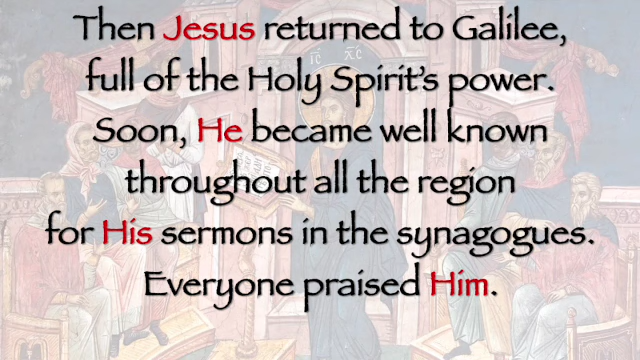 Then Jesus returned to Galilee,
full of the Holy Spirit's power.
Soon, He became well known
throughout all the region
for His sermons in the synagogues.
Everyone praised Him.